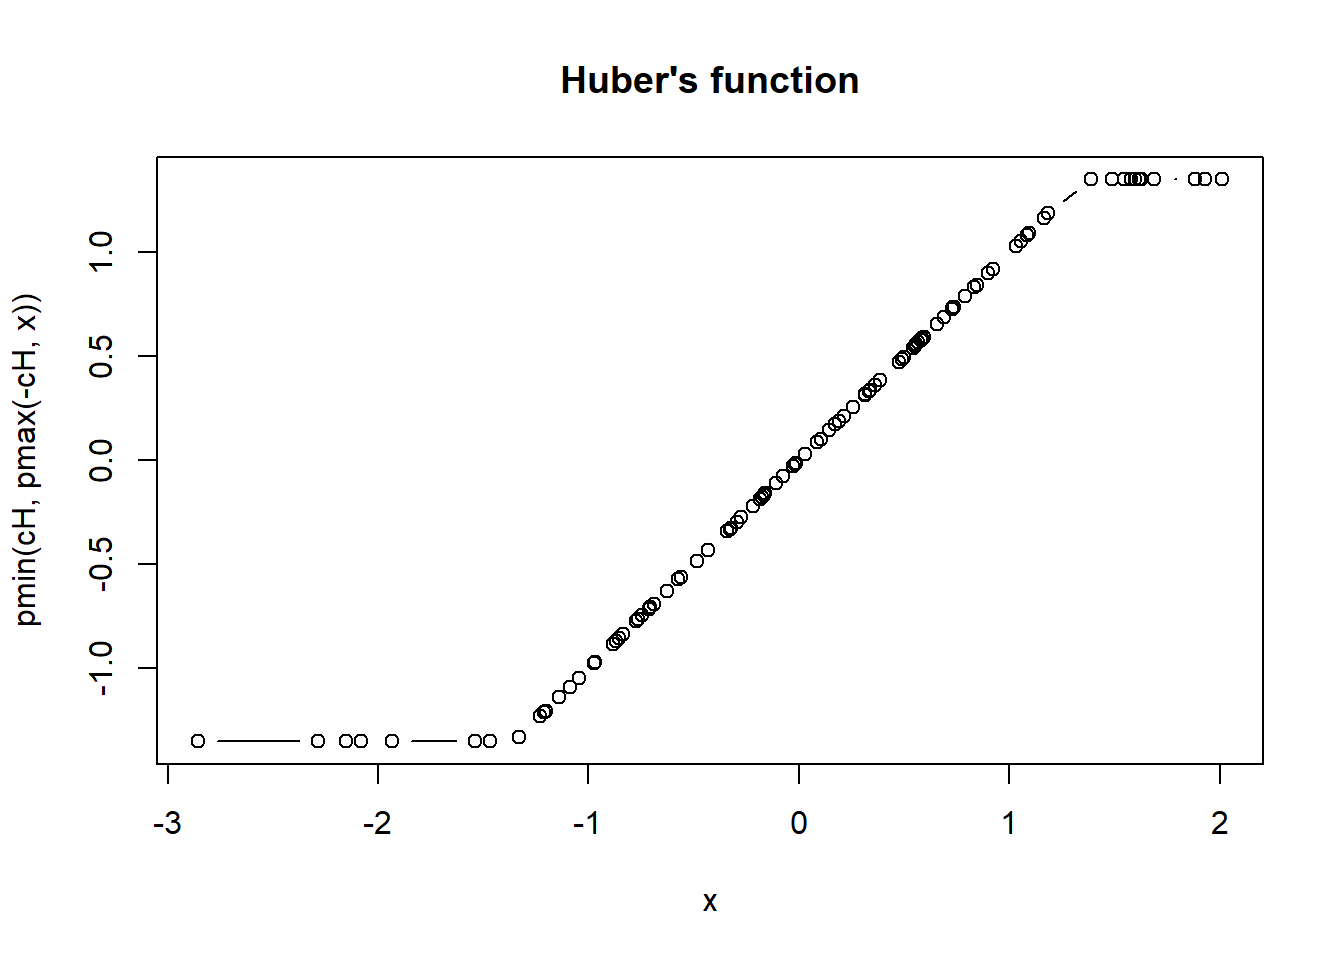 Huber's function
pmin(cH, pmax(-cH, x))
1.0
0.5
0.0
-0.5
-1.0
-3 -2 -1 0 1 2
x